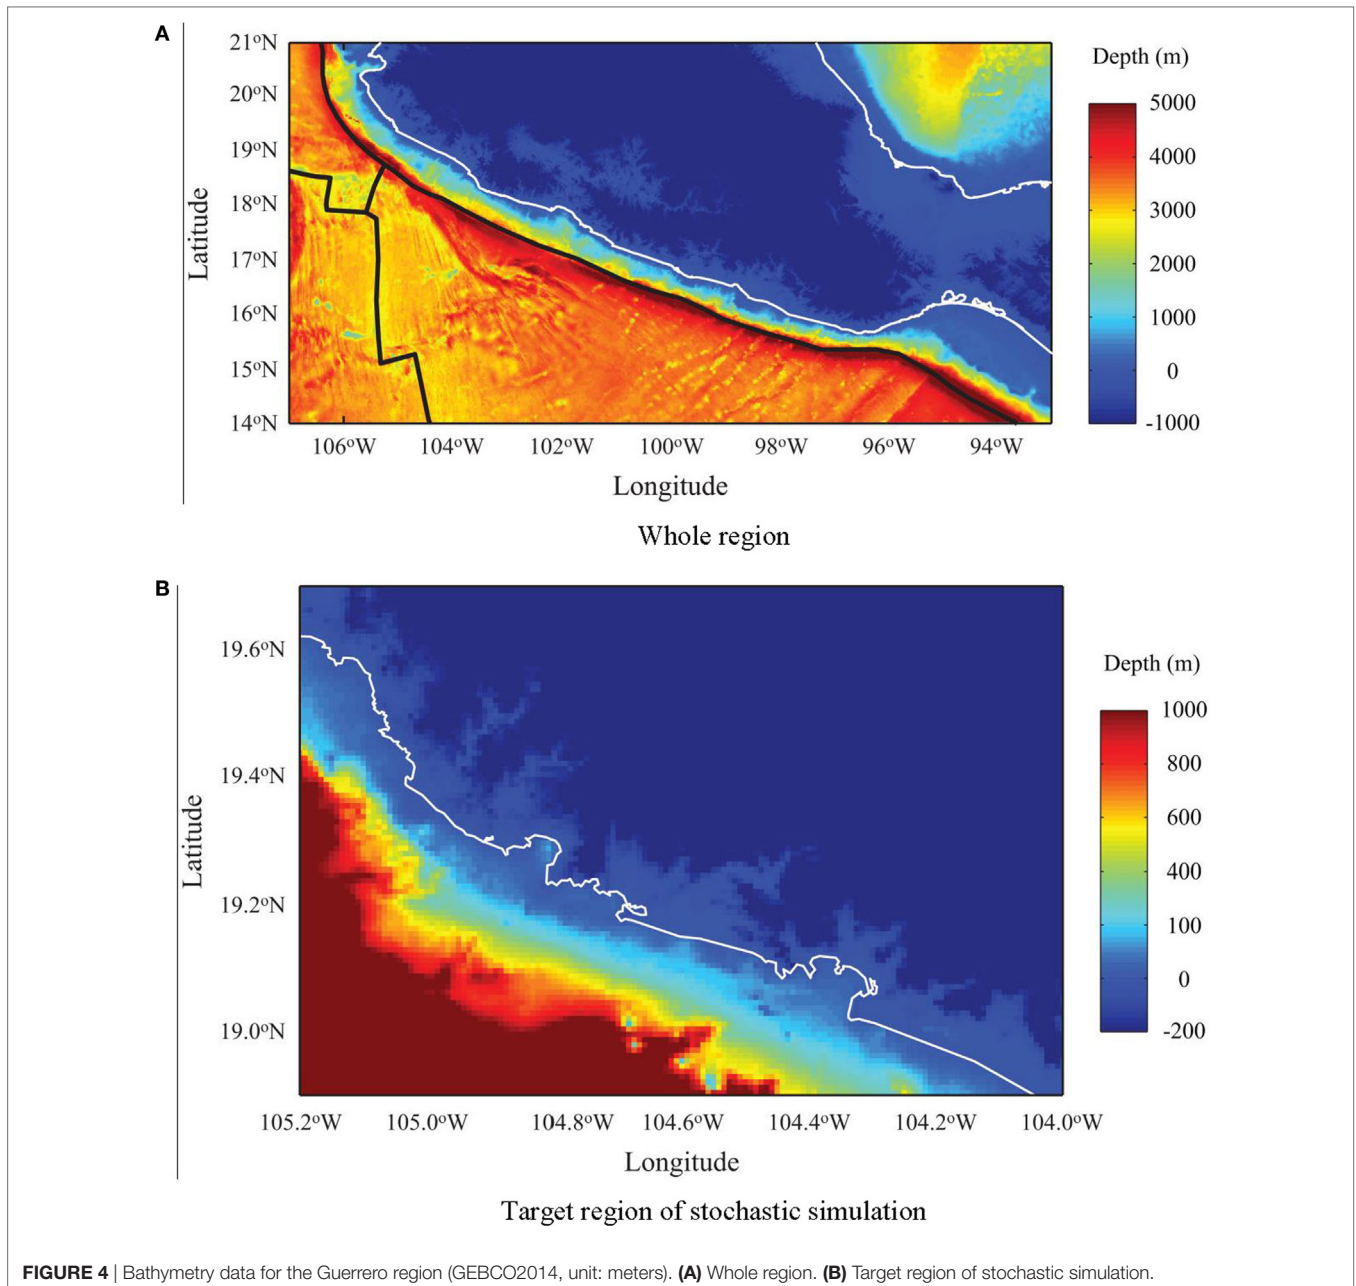 A
21°N
20°N
19°N
18°N
17°N
16°N
15°N
14°N
Latitude
106°W 104°W 102°W 100°W 98°W 96°W 94°W
Longitude
Depth (m)
5000
4000
3000
2000
1000
0
-1000
Whole region
B
19.6°N
19.4°N
19.2°N
19.0°N
Latitude
105.2°W 105.0°W 104.8°W 104.6°W 104.4°W 104.2°W 104.0°W
Longitude
Depth (m)
1000
800
600
400
100
0
-200
Target region of stochastic simulation
FIGURE 4 | Bathymetry data for the Guerrero region (GEBCO2014, unit: meters). (A) Whole region. (B) Target region of stochastic simulation.